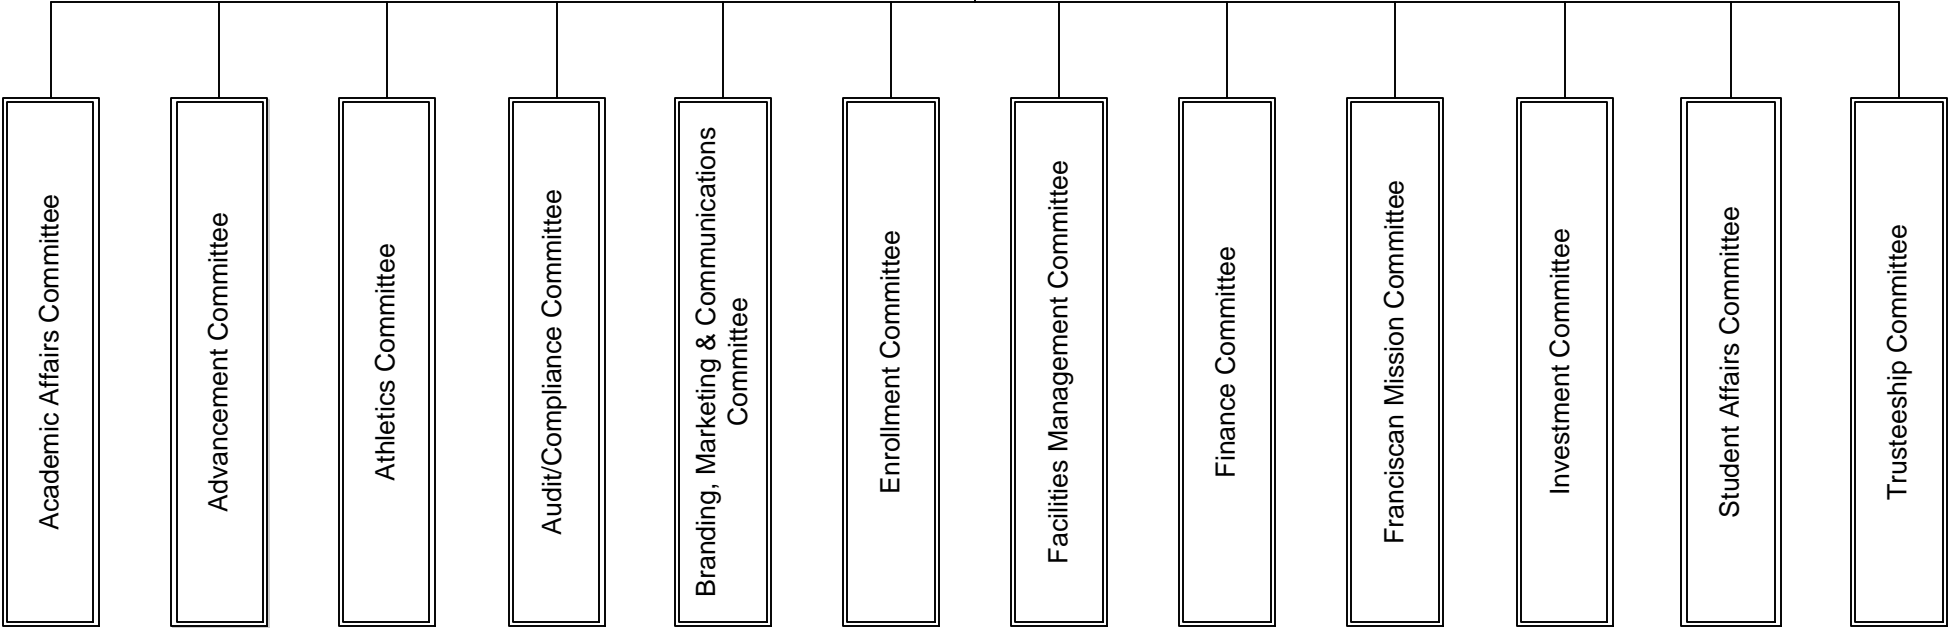 Academic Affairs Committee
Advancement Committee
Athletics Committee
Audit/Compliance Committee
Branding, Marketing & Communications
Committee
Enrollment Committee
Facilities Management Committee
Finance Committee
Franciscan Mission Committee
Investment Committee
Student Affairs Committee
Trusteeship Committee